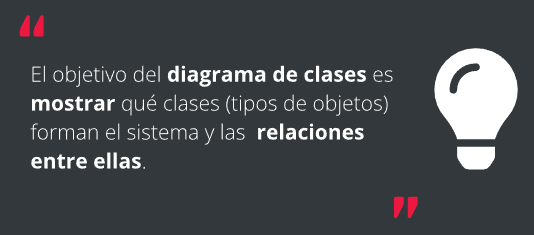 "
El objetivo del diagrama de clases es
mostrar qué clases (tipos de objetos)
forman el sistema y las relaciones
entre ellas.
"